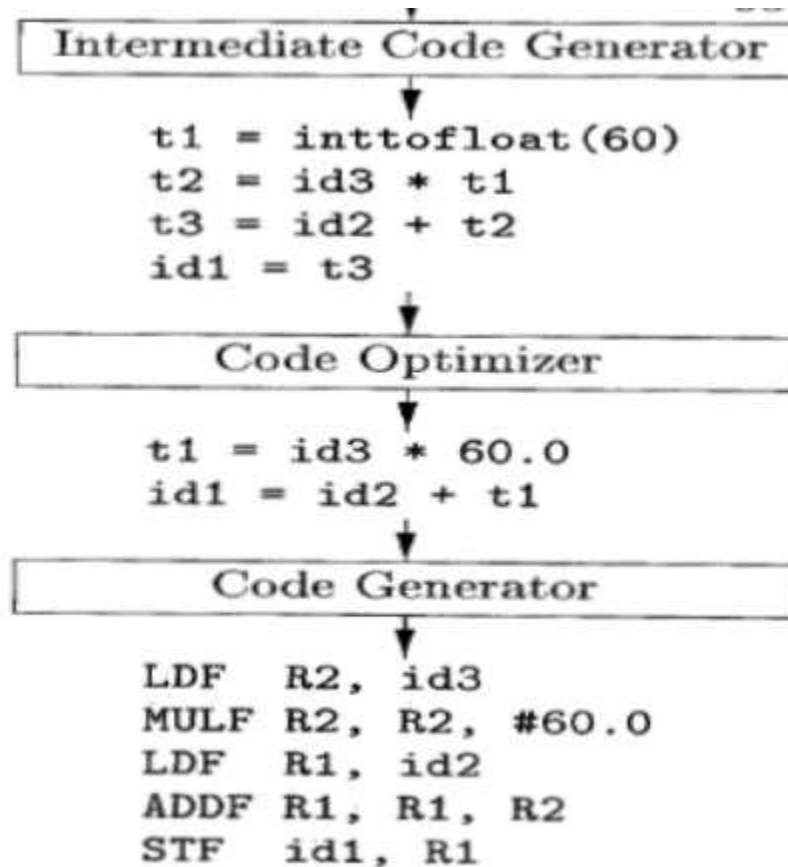 Intermediate Code Generator
t1 = inttofloat(60)
t2 = id3 * t1
t3 = id2 + t2
id1 = t3
Code Optimizer
t1 = id3 * 60.0
id1 = id2 + t1
Code Generator
LDF R2, id3
MULF R2, R2, #60.0
LDF R1, id2
ADDF R1, R1, R2
STF id1, R1